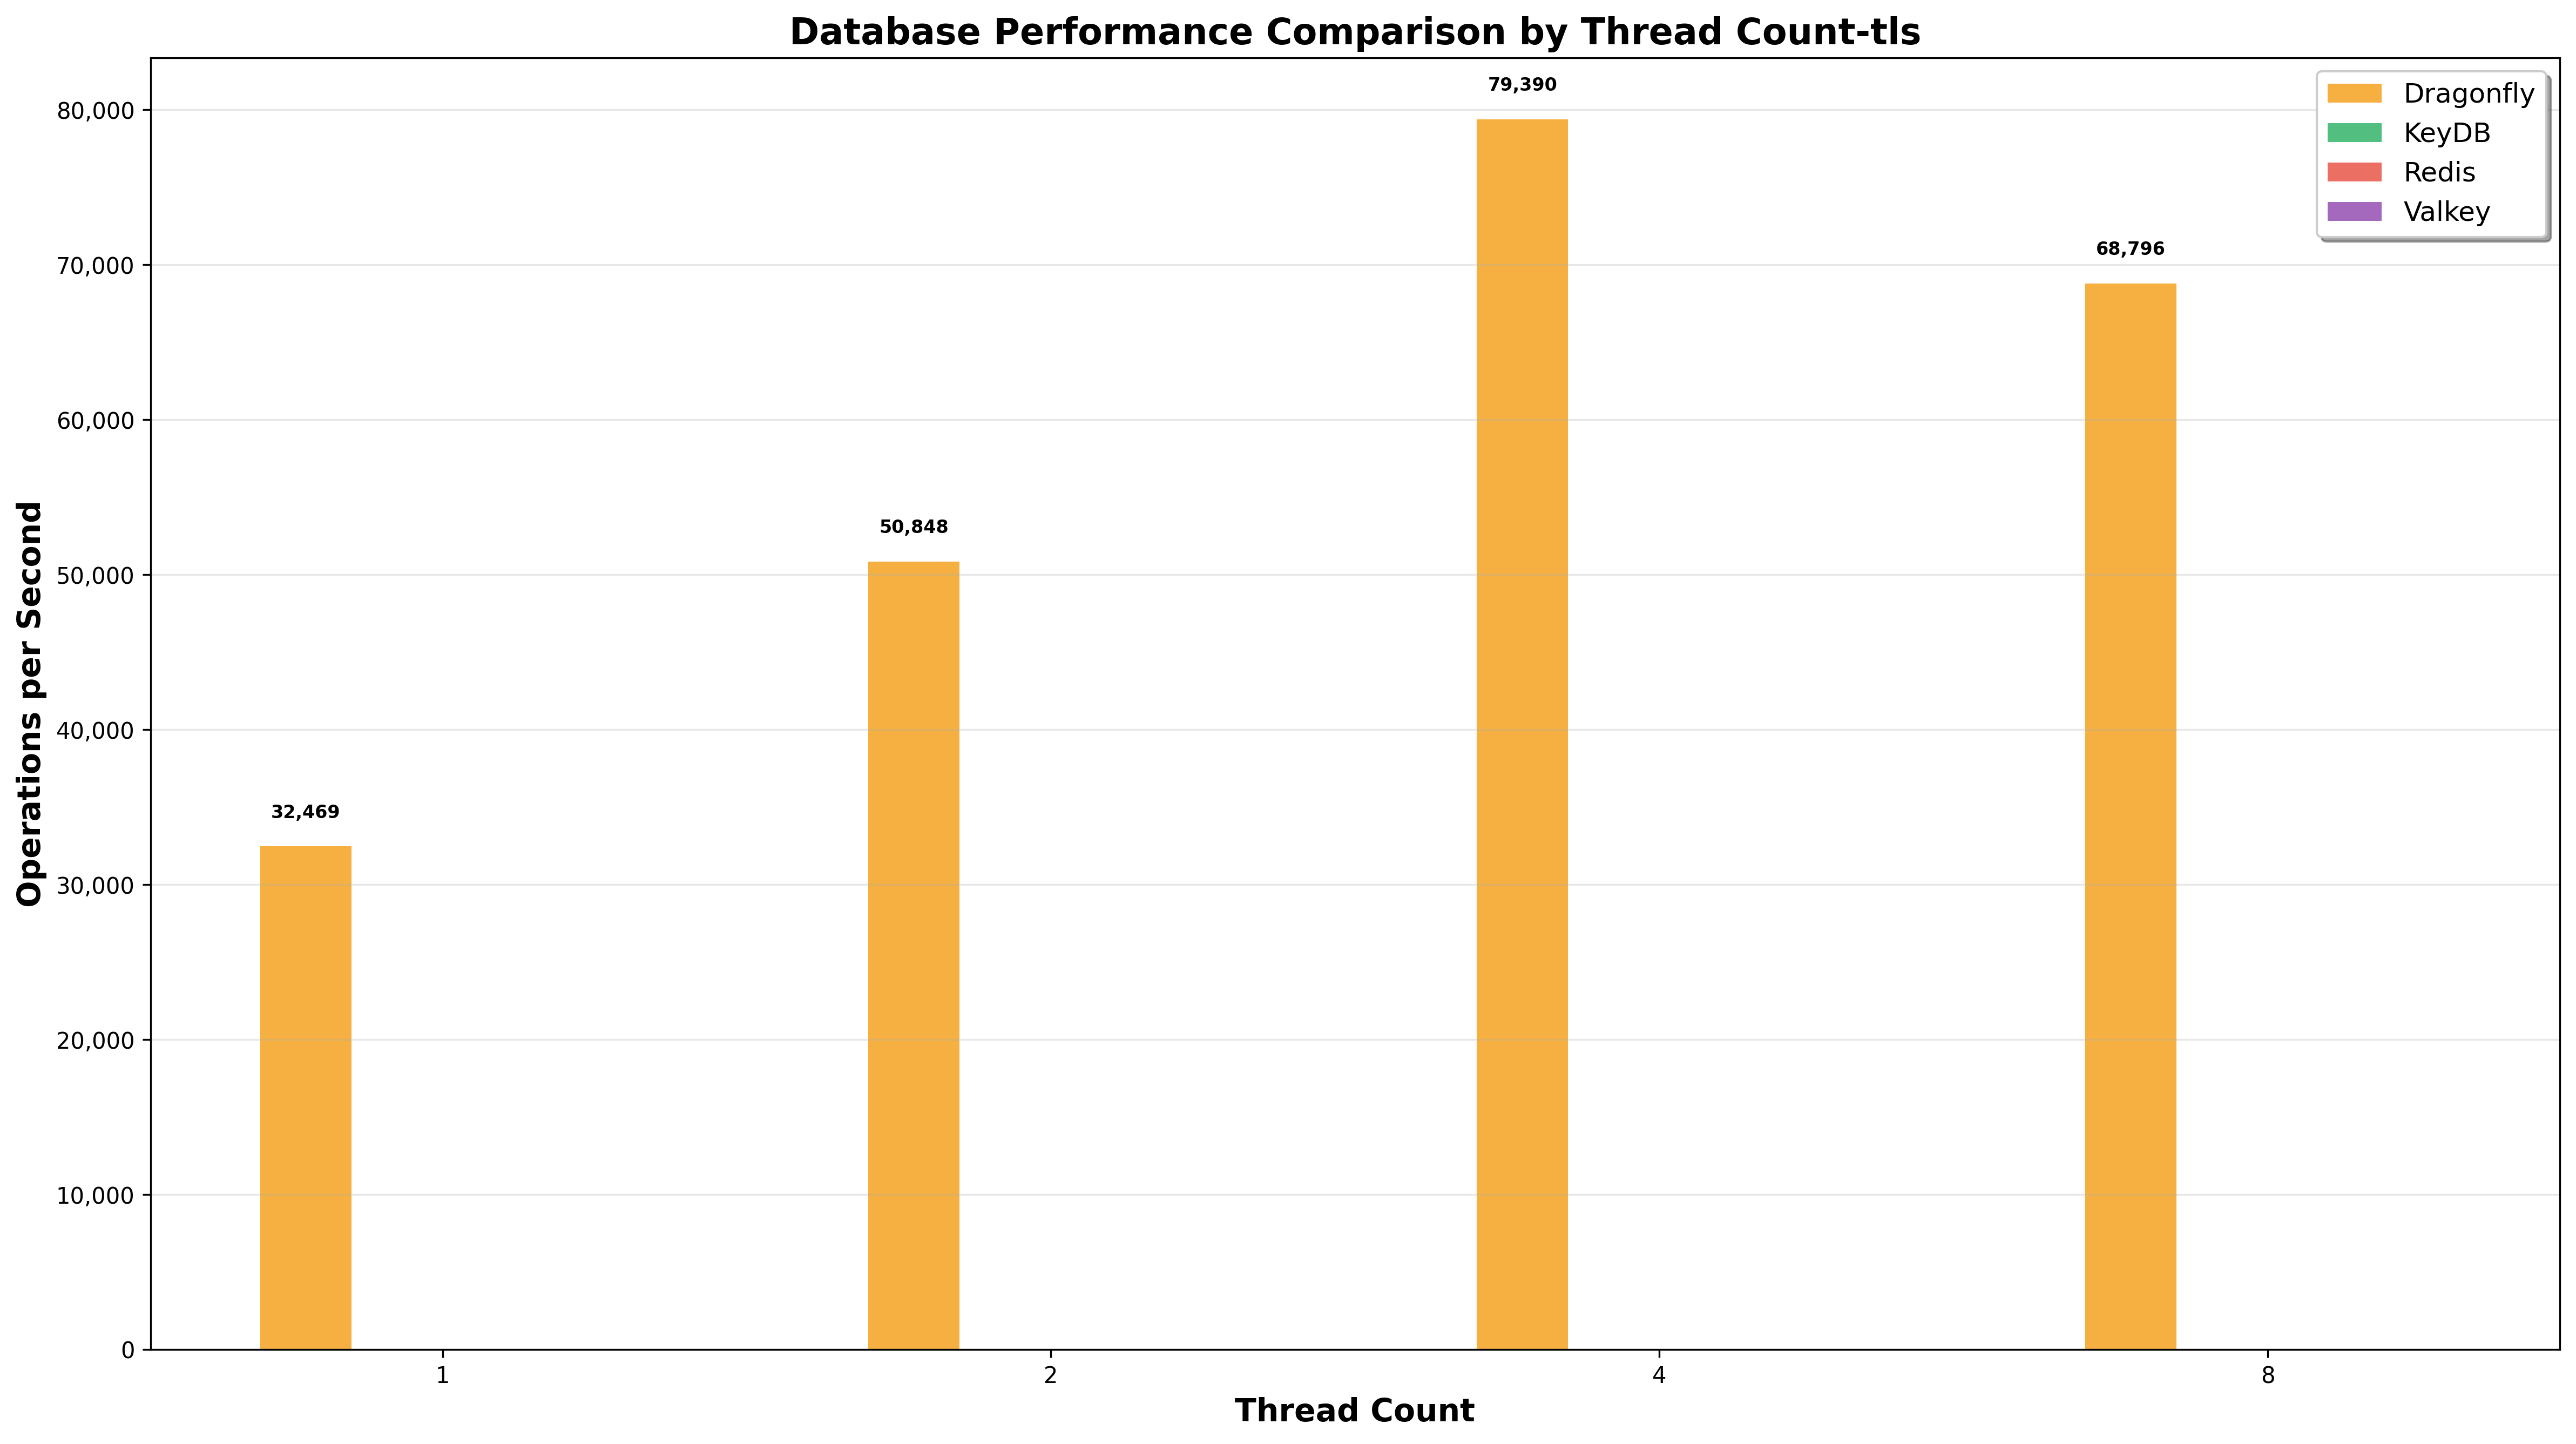 Database Performance Comparison by Thread Count-tls
Dragonfly
KeyDB
Redis
Valkey
Operations per Second
80,000
70,000
60,000
50,000
40,000
30,000
20,000
10,000
0
32,469
50,848
79,390
68,796
1
2
4
8
Thread Count